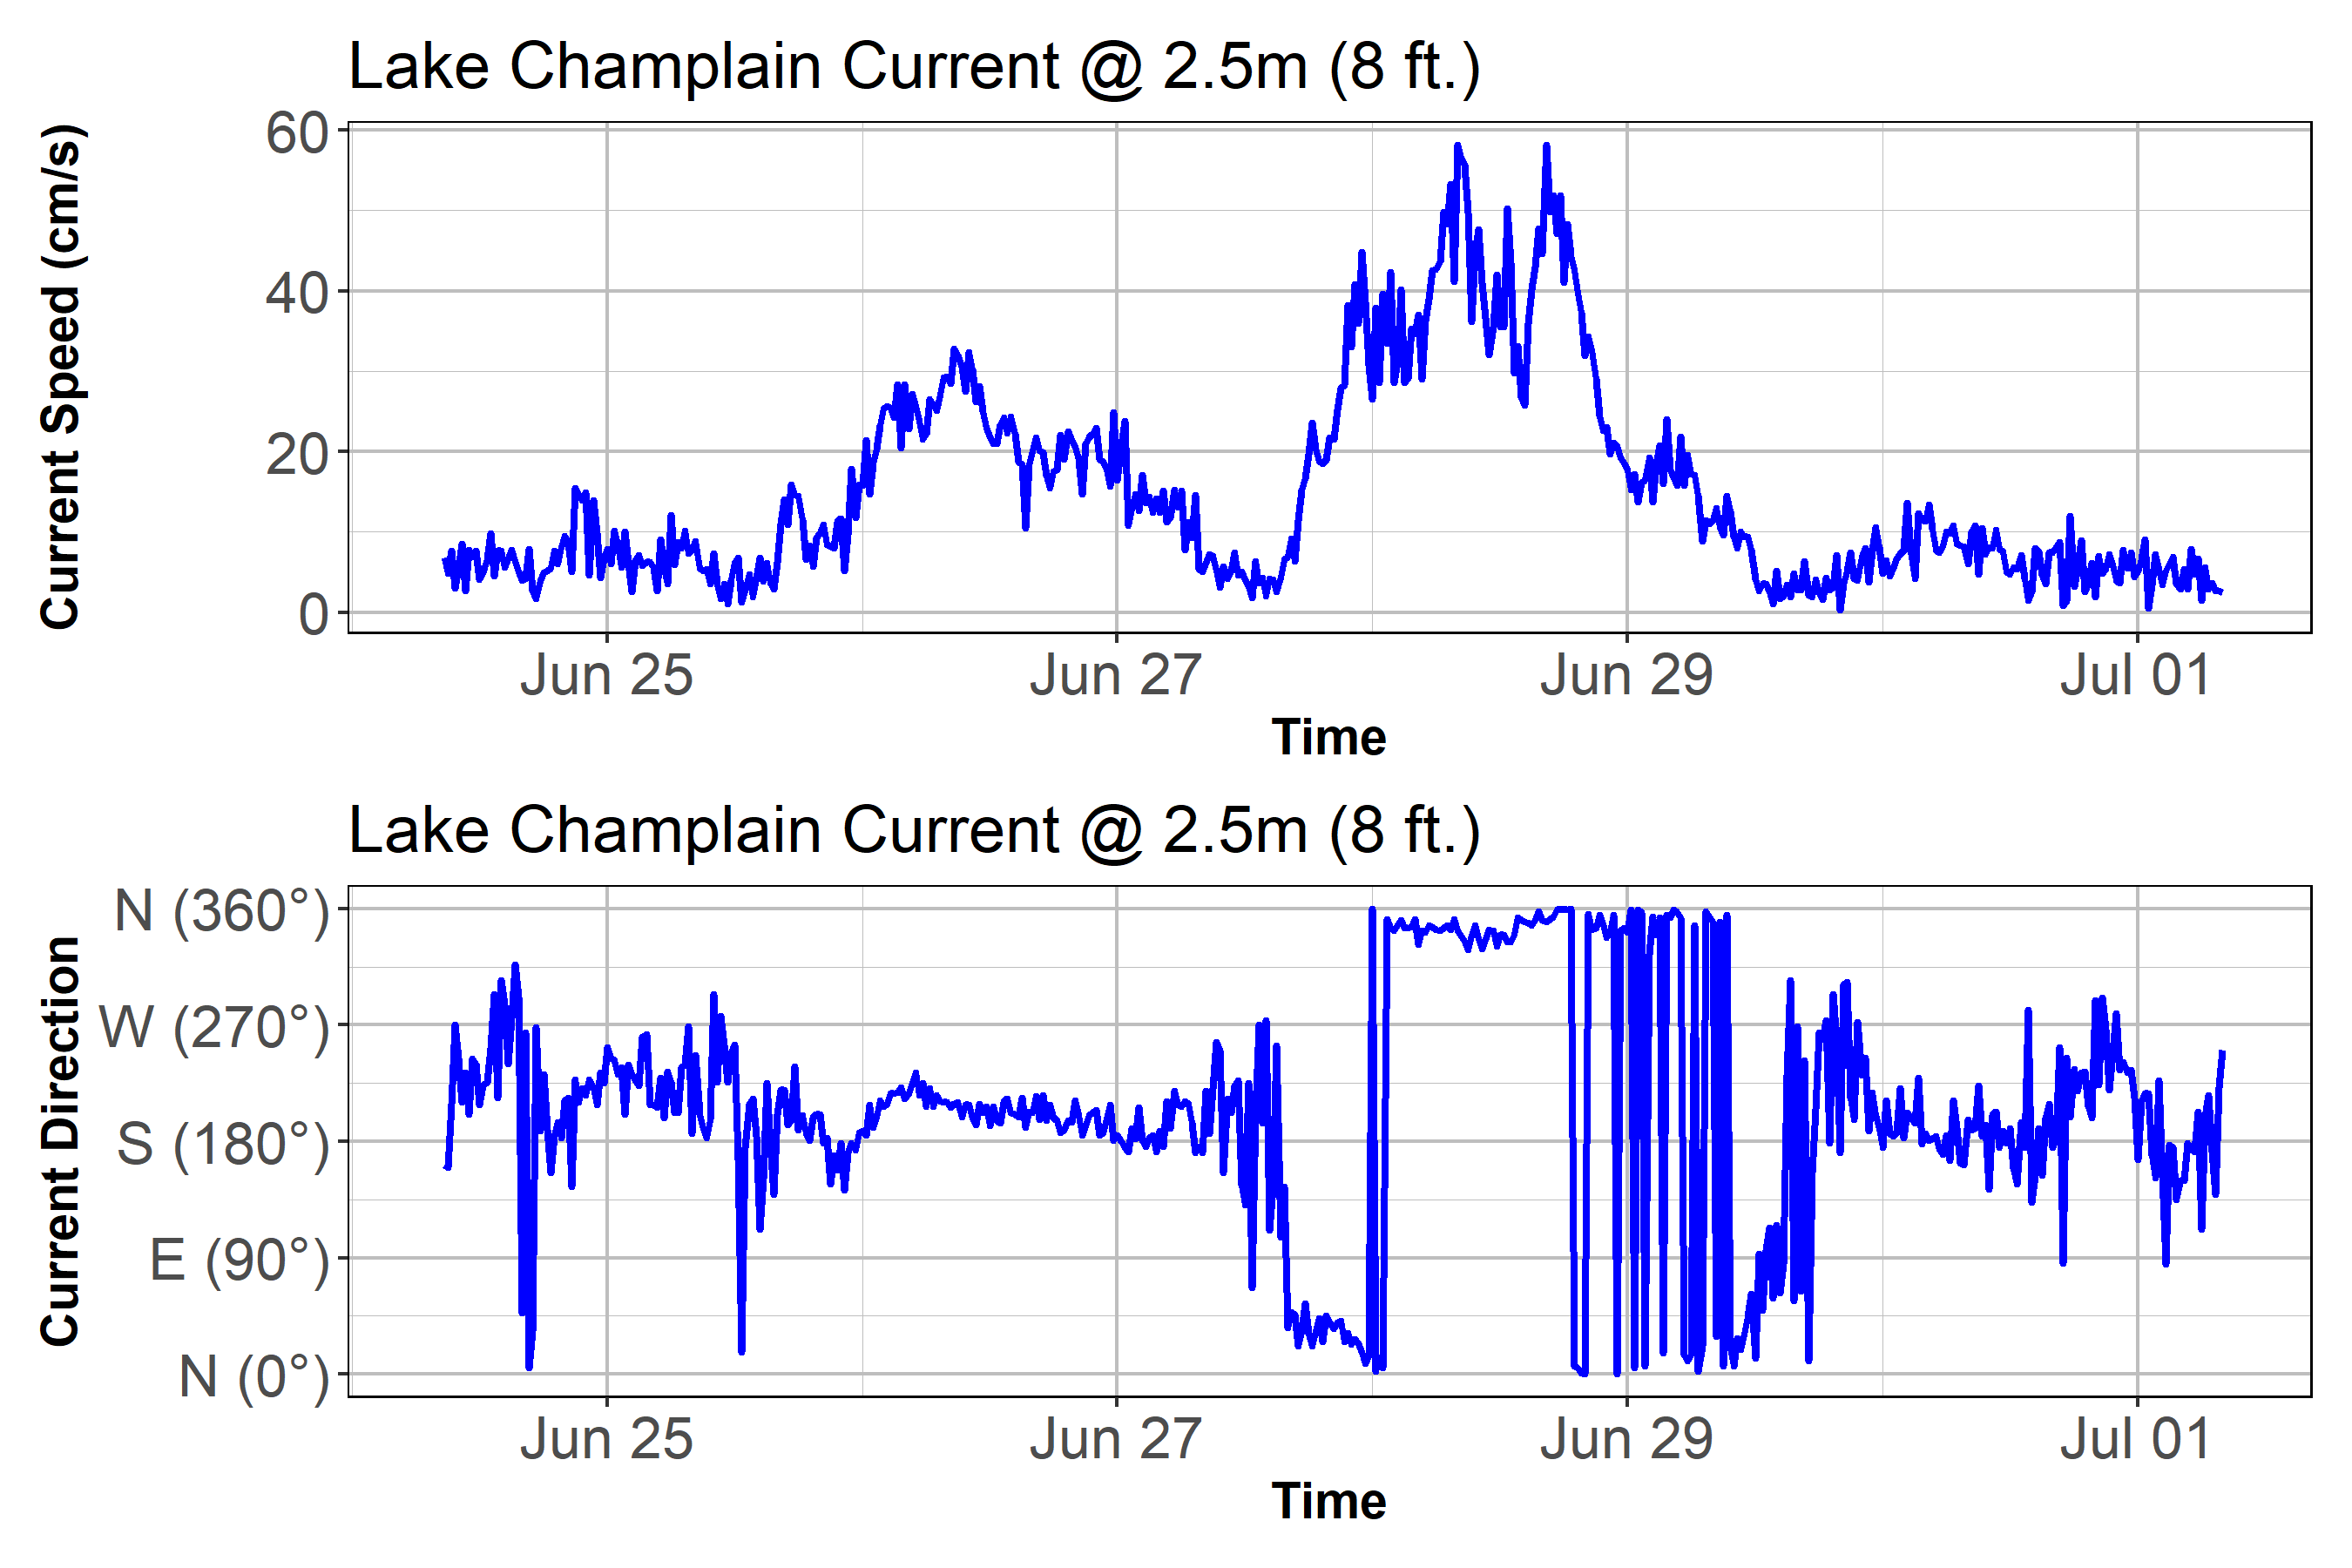 Lake Champlain Current @ 2.5m (8 ft.)
Current Speed (cm/s)
60
40
20
0
Jun 25
Jun 27
Jun 29
Jul 01
Time
Lake Champlain Current @ 2.5m (8 ft.)
Current Direction
N (360°)
W (270°)
S (180°)
E (90°)
N (0°)
Jun 25
Jun 27
Jun 29
Jul 01
Time